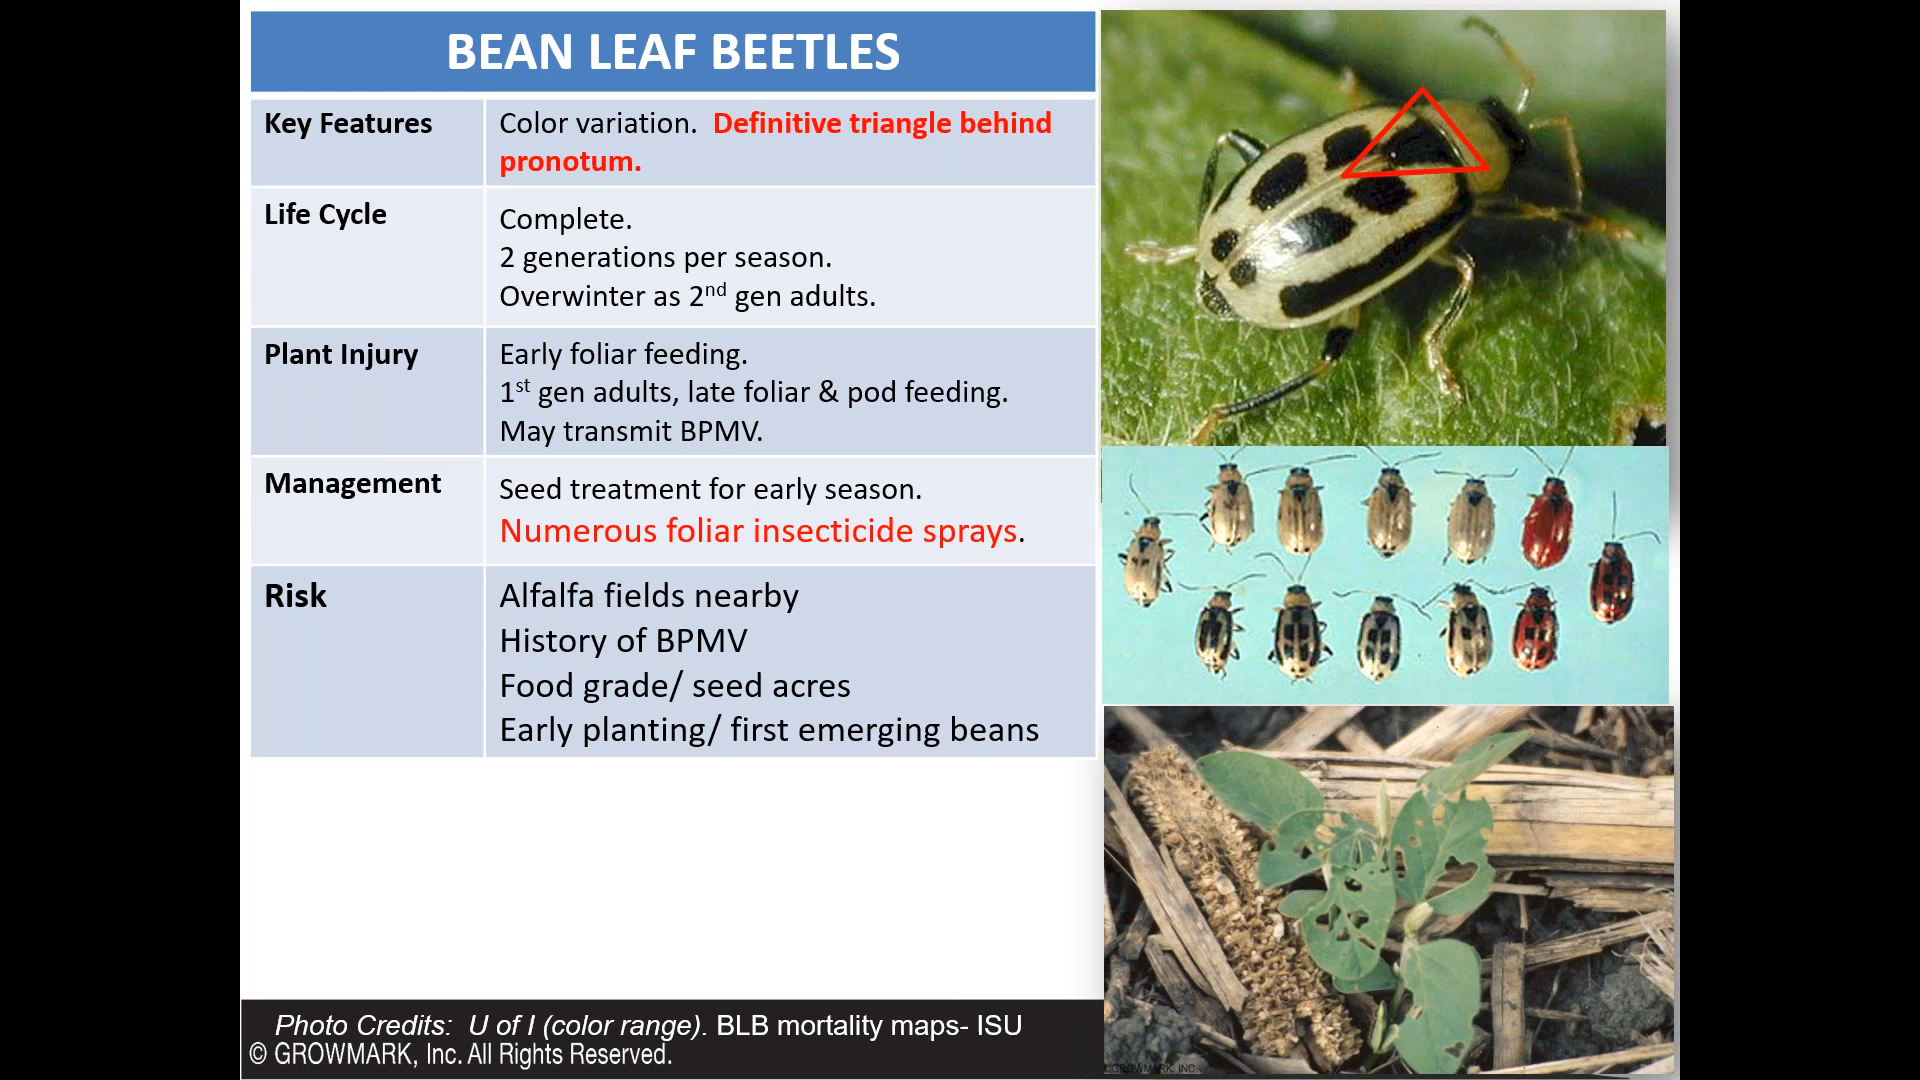 BEAN LEAF BEETLES
Key Features
Color variation. Definitive triangle behind
pronotum.
Life Cycle
Complete.
2 generations per season.
Overwinter as 2nd gen adults.
Plant Injury
Early foliar feeding.
1st gen adults, late foliar & pod feeding.
May transmit BPMV.
Management
Seed treatment for early season.
Numerous foliar insecticide sprays.
Risk
Alfalfa fields nearby
History of BPMV
Food grade/ seed acres
Early planting/ first emerging beans
Photo Credits: U of I (color range). BLB mortality maps- ISU
© GROWMARK, Inc. All Rights Reserved.
©GROWMARK, INC.